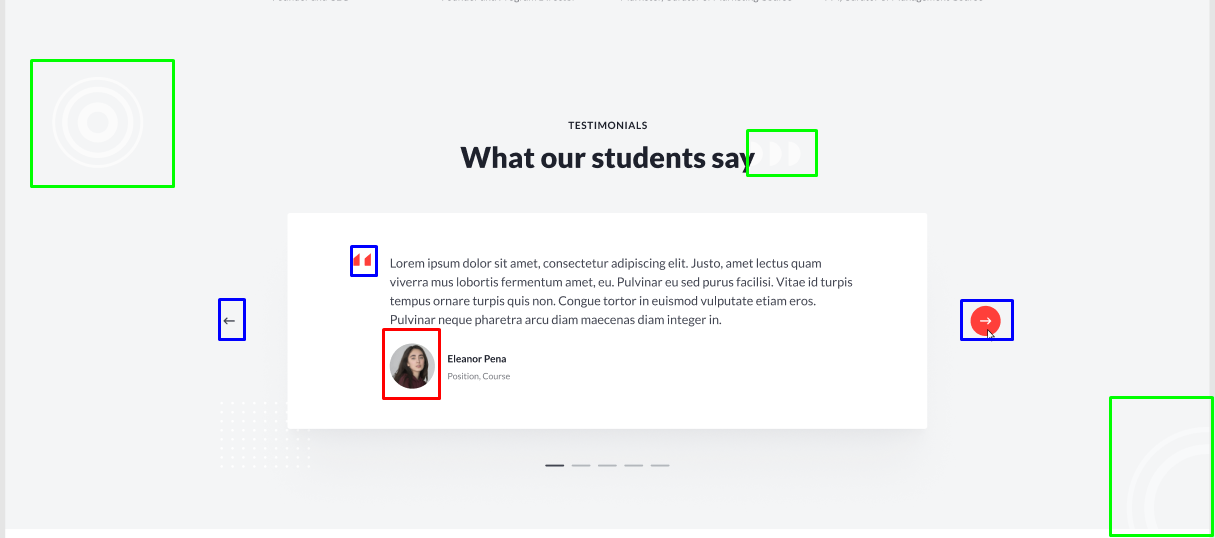 TESTIMONIALS
What our students say
Lorem ipsum dolor sit amet, consectetur adipiscing elit. Justo, amet lectus quam
viverra mus lobortis fermentum amet, eu. Pulvinar eu sed purus facilisi. Vitae id turpis
tempus ornare turpis quis non. Congue tortor in euismod vulputate etiam eros.
Pulvinar neque pharetra arcu diam maecenas diam integer in.
Eleanor Pena
Position, Course